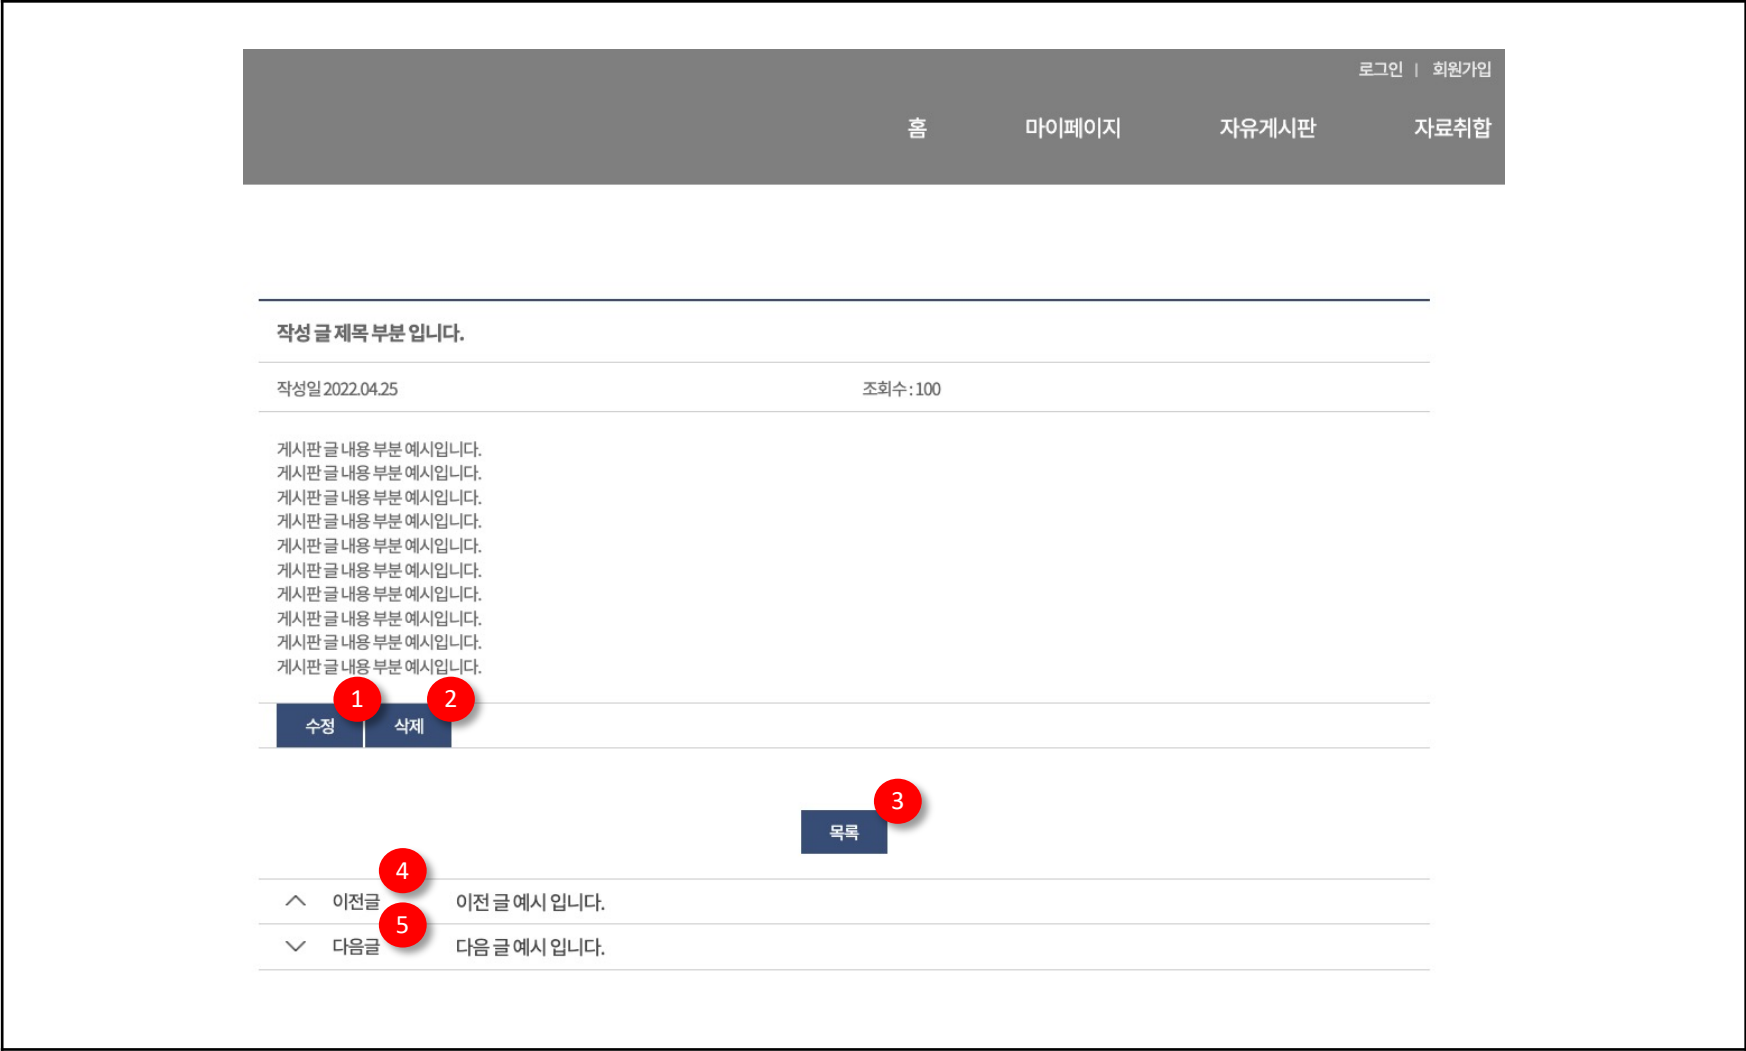 로그인 | 회원가입
홈 마이페이지 자유게시판 자료취합
작성 글 제목 부분 입니다.
작성일 2022.04.25 조회수 : 100
게시판 글 내용 부분 예시입니다.
게시판 글 내용 부분 예시입니다.
게시판 글 내용 부분 예시입니다.
게시판 글 내용 부분 예시입니다.
게시판 글 내용 부분 예시입니다.
게시판 글 내용 부분 예시입니다.
게시판 글 내용 부분 예시입니다.
게시판 글 내용 부분 예시입니다.
게시판 글 내용 부분 예시입니다.
게시판 글 내용 부분 예시입니다.
1 2
수정 삭제
3
목록
4
이전글 이전 글 예시 입니다.
5
다음글 다음 글 예시 입니다.